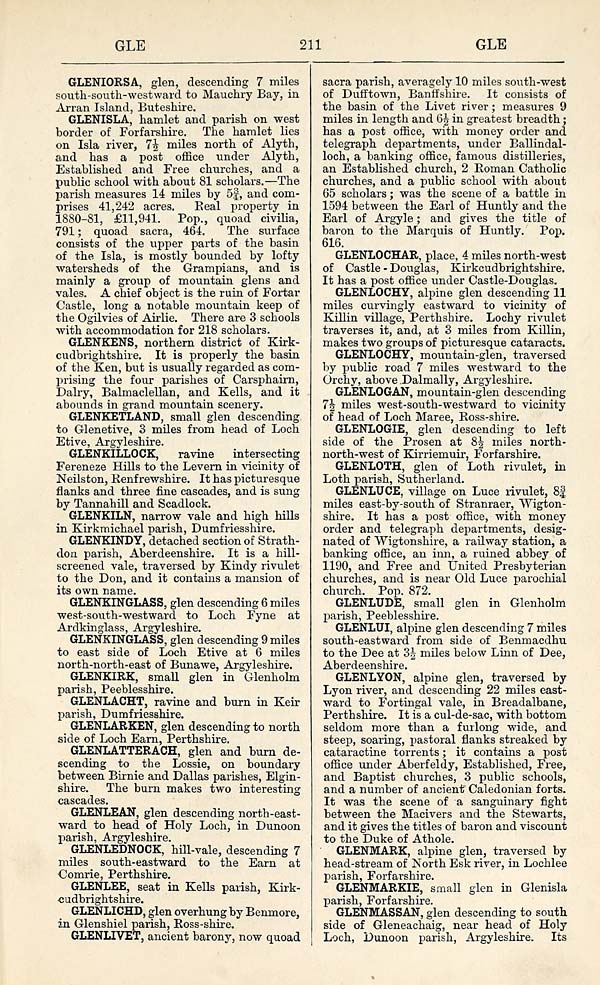 GLE 211 GLE
GLENIORSA, glen, descending 7 miles
south-south-westward to Mauchry Bay, in
Arran Island, Buteshire.
GLENISLA, hamlet and parish on west
border of Forfarshire. The hamlet lies
on Isla river, 7½ miles north of Alyth,
and has a post office under Alyth,
Established and Free churches, and a
public school with about 81 scholars.—The
parish measures 14 miles by 5¾, and com-
prises 41,242 acres. Real property in
1880-81, £11,941. Pop., quoad civilia,
791; quoad sacra, 464. The surface
consists of the upper parts of the basin
of the Isla, is mostly bounded by lofty
watersheds of the Grampians, and is
mainly a group of mountain glens and
vales. A chief object is the ruin of Fortar
Castle, long a notable mountain keep of
the Ogilvies of Airlie. There are 3 schools
with accommodation for 218 scholars.
GLENKENS, northern district of Kirk-
cudbrightshire. It is properly the basin
of the Ken, but is usually regarded as com-
prising the four parishes of Carsphairn,
Dalry, Balmaclellan, and Kells, and it
abounds in grand mountain scenery.
GLENKETLAND, small glen descending
to Glenetive, 3 miles from head of Loch
Etive, Argyleshire.
GLENKILLOCK, ravine intersecting
Fereneze Hills to the Levern in vicinity of
Neilston, Renfrewshire. It has picturesque
flanks and three fine cascades, and is sung
by Tannahill and Scadlock.
GLENKILN, narrow vale and high hills
in Kirkmichael parish, Dumfriesshire.
GLENKINDY, detached section of Strath-
don parish, Aberdeenshire. It is a hill-
screened vale, traversed by Kindy rivulet
to the Don, and it contains a mansion of
its own name.
GLENKINGLASS, glen descending 6 miles
west-south-westward to Loch Fyne at
Ardkinglass, Argyleshire.
GLENKINGLASS, glen descending 9 miles
to east side of Loch Etive at 6 miles
north-north-east of Bunawe, Argyleshire.
GLENKIRK, small glen in Glenholm
parish, Peeblesshire.
GLENLACHT, ravine and burn in Keir
parish, Dumfriesshire.
GLENLARKEN, glen descending to north
side of Loch Earn, Perthshire.
GLENLATTERACH, glen and burn de-
scending to the Lossie, on boundary
between Birnie and Dallas parishes, Elgin-
shire. The burn makes two interesting
cascades.
GLENLEAN, glen descending north-east-
ward to head of Holy Loch, in Dunoon
parish, Argyleshire.
GLENLEDNOCK, hill-vale, descending 7
miles south-eastward to the Earn at
Comrie, Perthshire.
GLENLEE, seat in Kells parish, Kirk-
cudbrightshire.
GLENLICHD, glen overhung by Benmore,
in Glenshiel parish, Ross-shire.
GLENLIVET, ancient barony, now quoad
sacra parish, averagely 10 miles south-west
of Dufftown, Banffshire. It consists of
the basin of the Livet river; measures 9
miles in length and 6½ in greatest breadth;
has a post office, with money order and
telegraph departments, under Ballindal-
loch, a banking office, famous distilleries,
an Established church, 2 Roman Catholic
churches, and a public school with about
65 scholars; was the scene of a battle in
1594 between the Earl of Huntly and the
Earl of Argyle; and gives the title of
baron to the Marquis of Huntly. Pop.
616.
GLENLOCHAR, place, 4 miles north-west
of Castle-Douglas, Kirkcudbrightshire.
It has a post office under Castle-Douglas.
GLENLOCHY, alpine glen descending 11
miles curvingly eastward to vicinity of
Killin village, Perthshire. Lochy rivulet
traverses it, and, at 3 miles from Killin,
makes two groups of picturesque cataracts.
GLENLOCHY, mountain-glen, traversed
by public road 7 miles westward to the
Orchy, above Dalmally, Argyleshire.
GLENLOGAN, mountain-glen descending
7½ miles west-south-westward to vicinity
of head of Loch Maree, Ross-shire.
GLENLOGIE, glen descending to left
side of the Prosen at 8½ miles north-
north-west of Kirriemuir, Forfarshire.
GLENLOTH, glen of Loth rivulet, in
Loth parish, Sutherland.
GLENLUCE, village on Luce rivulet, 8¾
miles east-by-south of Stranraer, Wigton-
shire. It has a post office, with money
order and telegraph departments, desig-
nated of Wigtonshire, a railway station, a
banking office, an inn, a ruined abbey of
1190, and Free and United Presbyterian
churches, and is near Old Luce parochial
church. Pop. 872.
GLENLUDE, small glen in Glenholm
parish, Peeblesshire.
GLENLUI, alpine glen descending 7 miles
south-eastward from side of Benmacdhu
to the Dee at 3½ miles below Linn of Dee,
Aberdeenshire.
GLENLYON, alpine glen, traversed by
Lyon river, and descending 22 miles east-
ward to Fortingal vale, in Breadalbane,
Perthshire. It is a cul-de-sac, with bottom
seldom more than a furlong wide, and
steep, soaring, pastoral flanks streaked by
cataractine torrents; it contains a post
office under Aberfeldy, Established, Free,
and Baptist churches, 3 public schools,
and a number of ancient Caledonian forts.
It was the scene of a sanguinary fight
between the Macivers and the Stewarts,
and it gives the titles of baron and viscount
to the Duke of Athole.
GLENMARK, alpine glen, traversed by
head-stream of North Esk river, in Lochlee
parish, Forfarshire.
GLENMARKIE, small glen in Glenisla
parish, Forfarshire.
GLENMASSAN, glen descending to south
side of Gleneachaig, near head of Holy
Loch, Dunoon parish, Argyleshire. Its